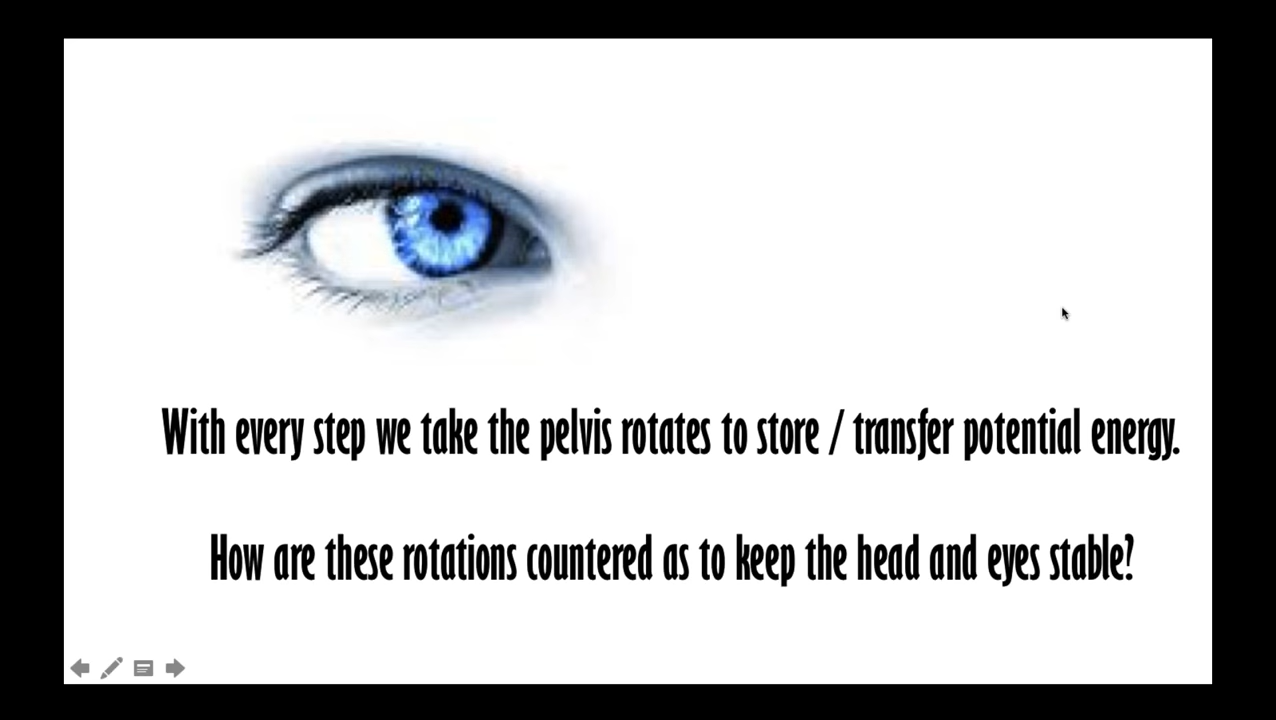 With every step we take the pelvis rotates to store / transfer potential energy.
How are these rotations countered as to keep the head and eyes stable?